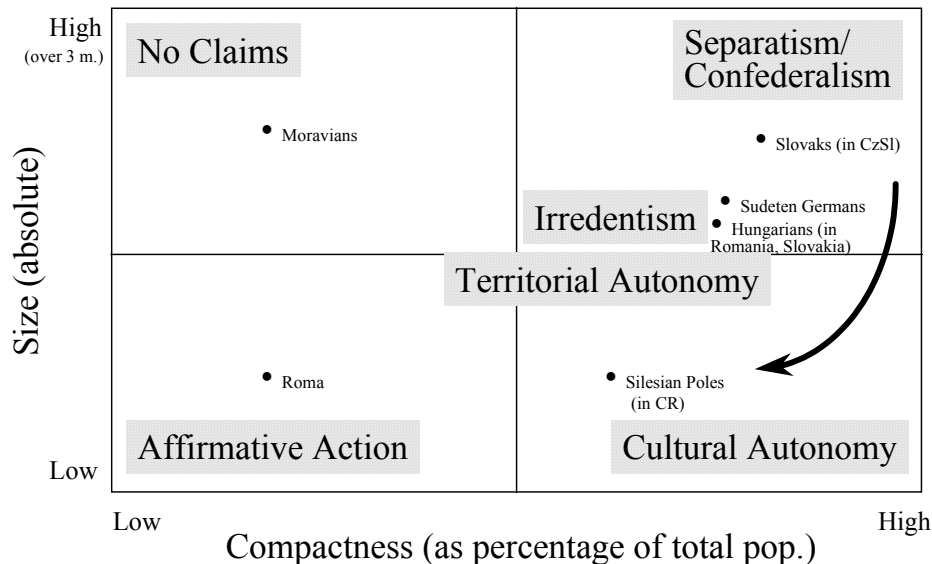 High
(over 3 m.)
No Claims
Separatism/
Confederalism
Moravians
Slovaks (in CzSl)
Size (absolute)
Irredentism
Sudeten Germans
Hungarians (in
Romania, Slovakia)
Territorial Autonomy
Roma
Silesian Poles
(in CR)
Affirmative Action
Cultural Autonomy
Low
Low
High
Compactness (as percentage of total pop.)